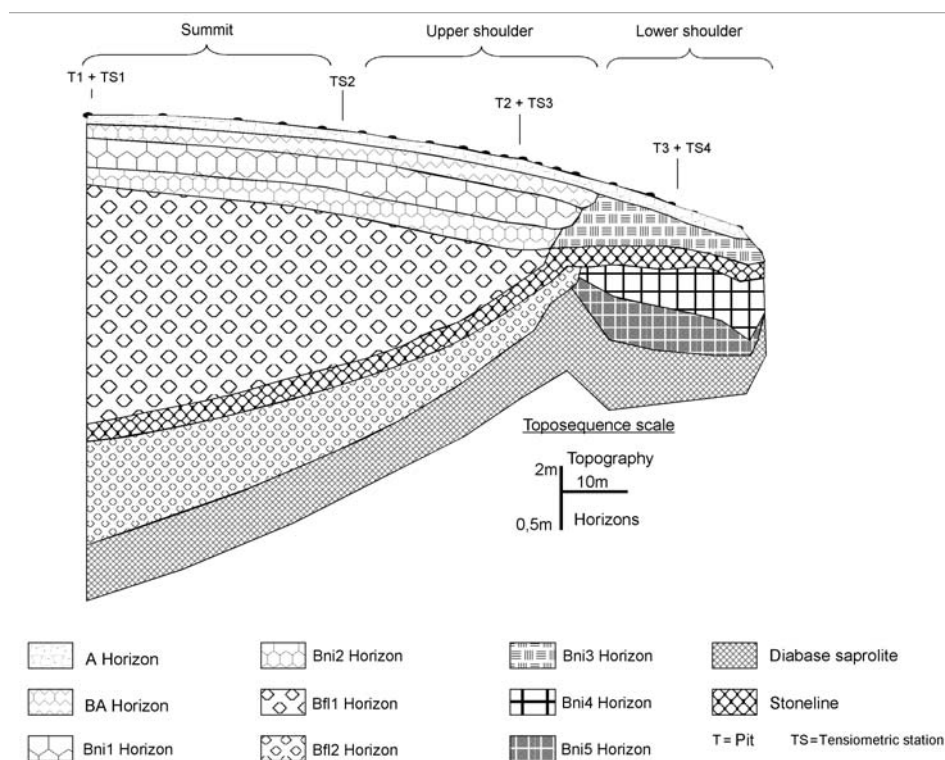 Summit
Upper shoulder
Lower shoulder
T1 + TS1
TS2
T2 + TS3
T3 + TS4
Toposequence scale
2m
Topography
10m
0,5m
Horizons
A Horizon
Bni2 Horizon
Bni3 Horizon
Diabase saprolite
BA Horizon
Bfl1 Horizon
Bni4 Horizon
Stoneline
Bni1 Horizon
Bfl2 Horizon
Bni5 Horizon
T = Pit
TS=Tensiometric station